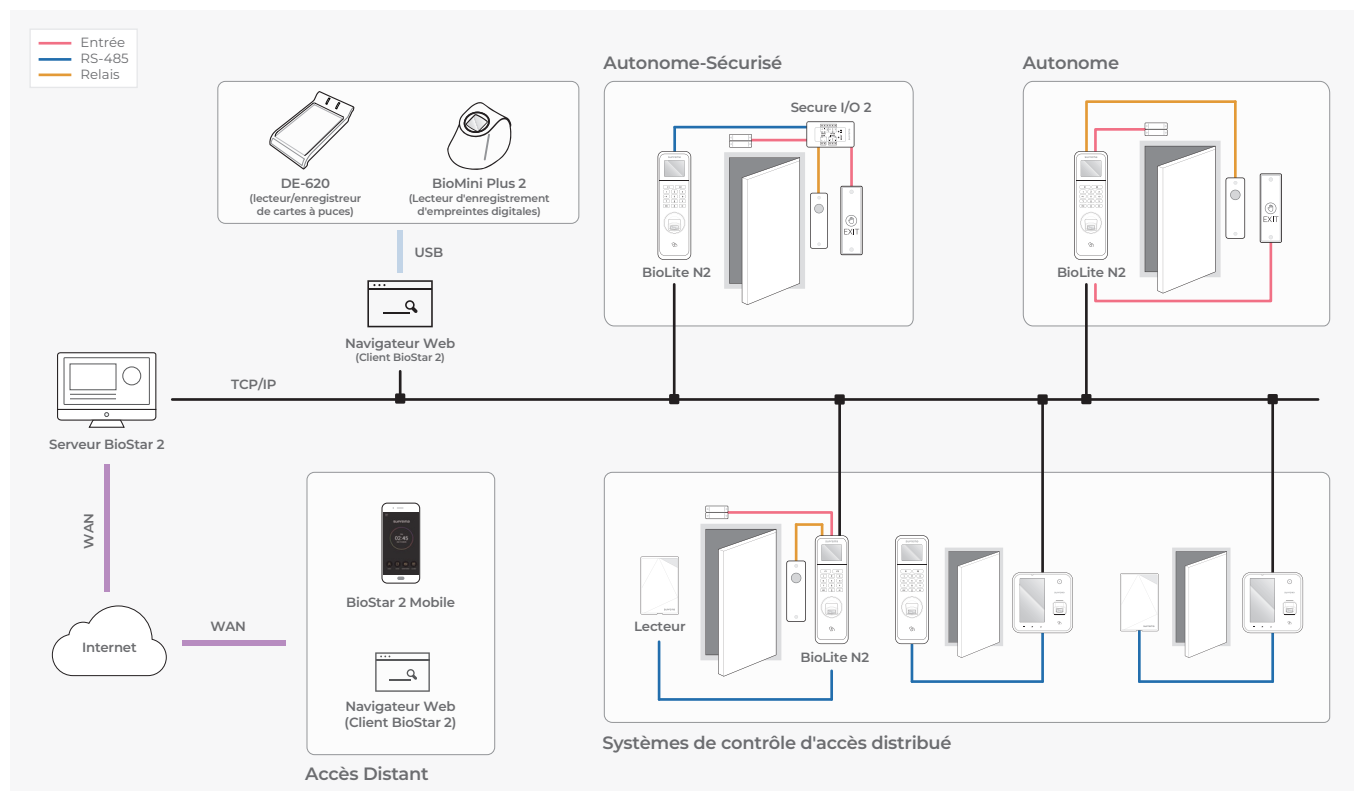 Entrée
RS-485
Relais
DE-620
(lecteur/enregistreur
de cartes à puces)
BioMini Plus 2
(Lecteur d'enregistrement
d'empreintes digitales)
USB
Navigateur Web
(Client BioStar 2)
Autonome-Sécurisé
Secure I/O 2
EXIT
BioLite N2
Autonome
EXIT
BioLite N2
TCP/IP
Serveur BioStar 2
WAN
Internet
WAN
02:45
BioStar 2 Mobile
Navigateur Web
(Client BioStar 2)
Accès Distant
Lecteur
BioLite N2
Systèmes de contrôle d'accès distribué